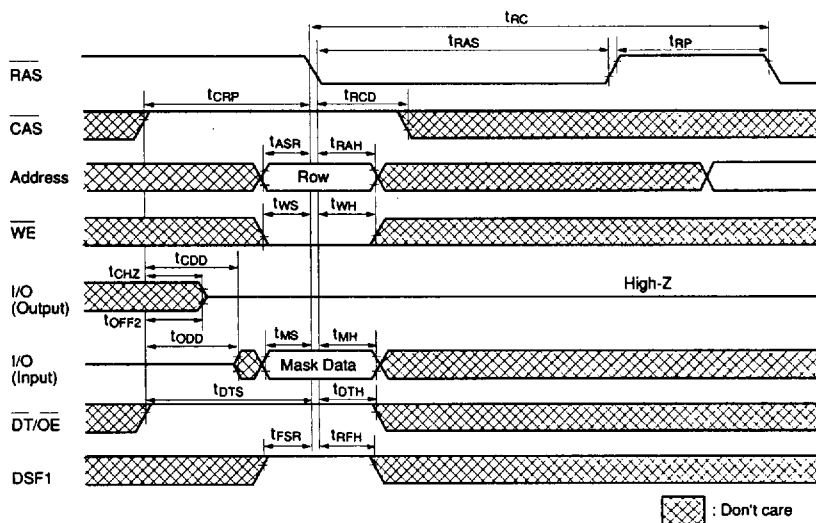 tRC
tRAS
tRP
RAS
tCRP
tRCD
CAS
tASR
tRAH
Address
Row
tWS
tWH
WE
tCDD
tCHZ
High-Z
I/O
(Output)
tOFF2
tODD
tMS
tMH
I/O
(Input)
Mask Data
tDTS
tDTH
DT/OE
tFSR
tRFH
DSF1
: Don't care